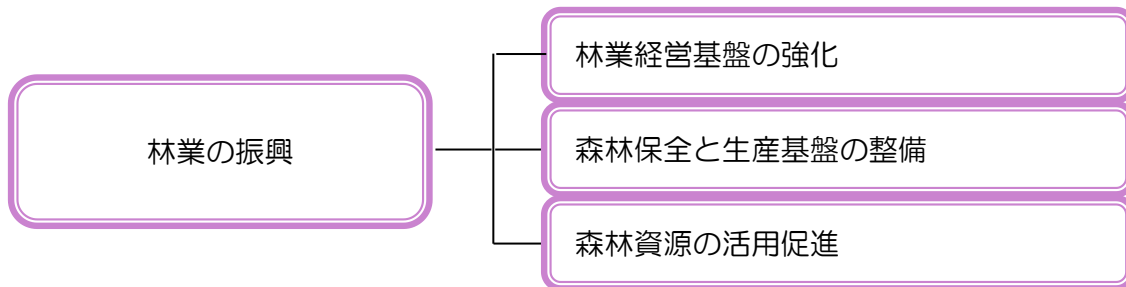 林業の振興
林業経営基盤の強化
森林保全と生産基盤の整備
森林資源の活用促進